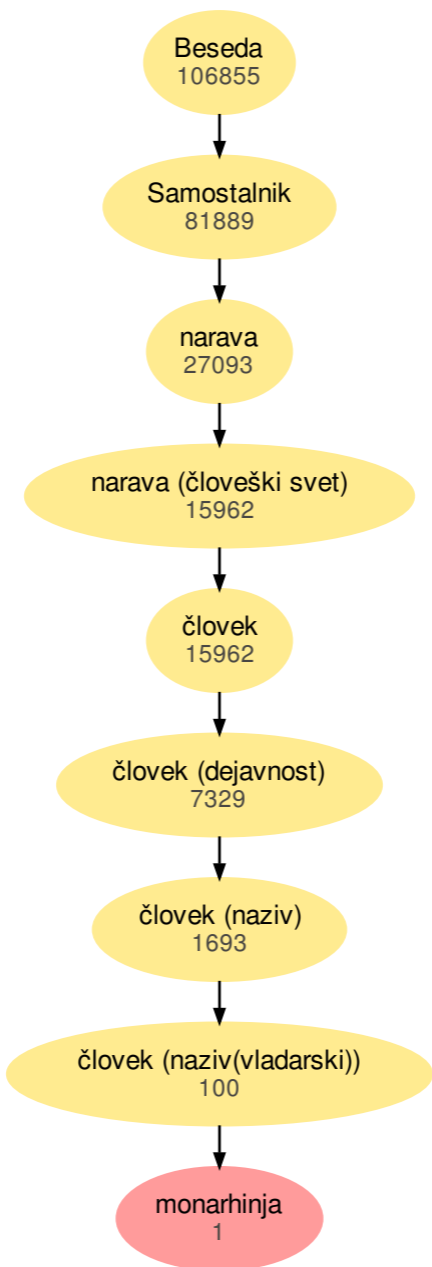 Beseda
106855
Samostalnik
81889
narava
27093
narava (človeški svet)
15962
človek
15962
človek (dejavnost)
7329
človek (naziv)
1693
človek (naziv(vladarski))
100
monarhinja
1